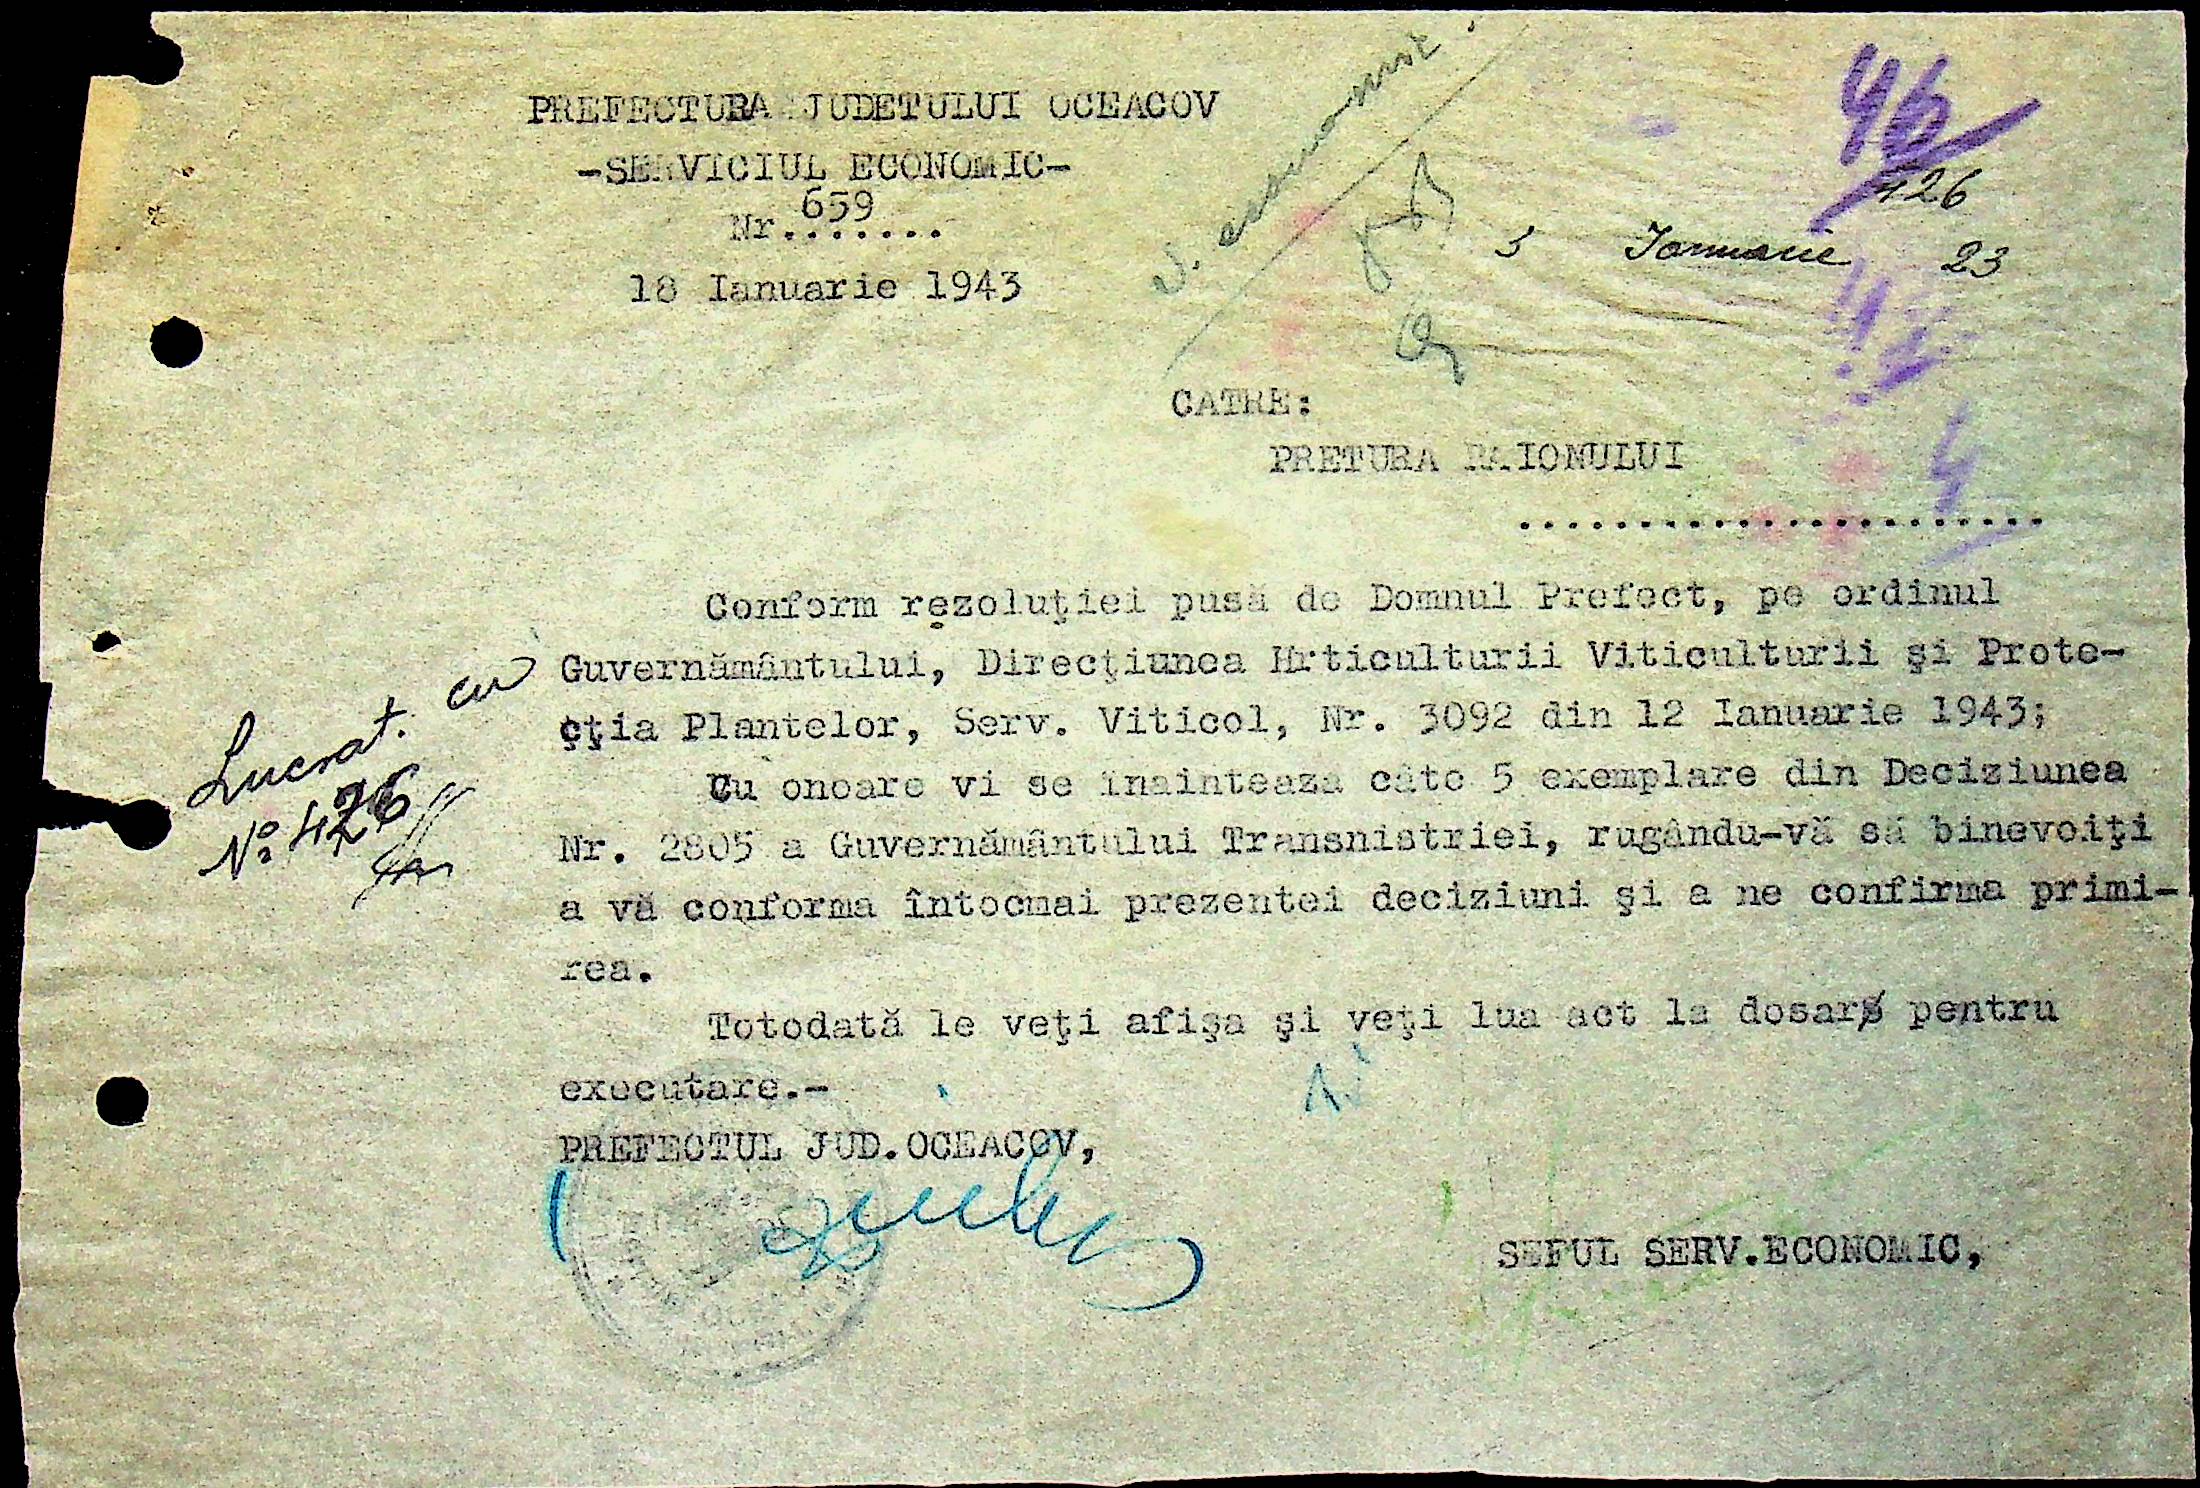 PREFECTURA JUDETULUI OCEACOV
-SERVICIUL ECONOMIC-
659
Nr.......
18 Ianuarie 1943
46
426
5 Ianuarie 23
CATRE:
PRETURA RAIONULUI
......................
Conform rezoluţiei pusă de Domnul Prefect, pe ordinul
Guvernământului, Direcţiunea Hrticulturii Viticulturii şi Prote-
cţia Plantelor, Serv. Viticol, Nr. 3092 din 12 Ianuarie 1943;
Cu onoare vi se înainteaza câte 5 exemplare din Deciziunea
Nr. 2805 a Guvernământului Transnistriei, rugându-vă să binevoiţi
a vă conforma întocmai prezentei deciziuni şi a ne confirma primi-
rea.
Totodată le veţi afişa şi veţi lua act la dosar pentru
executare.-
Lucrat. cu
No 426
PREFECTUL JUD.OCEACOV,
SEFUL SERV.ECONOMIC,